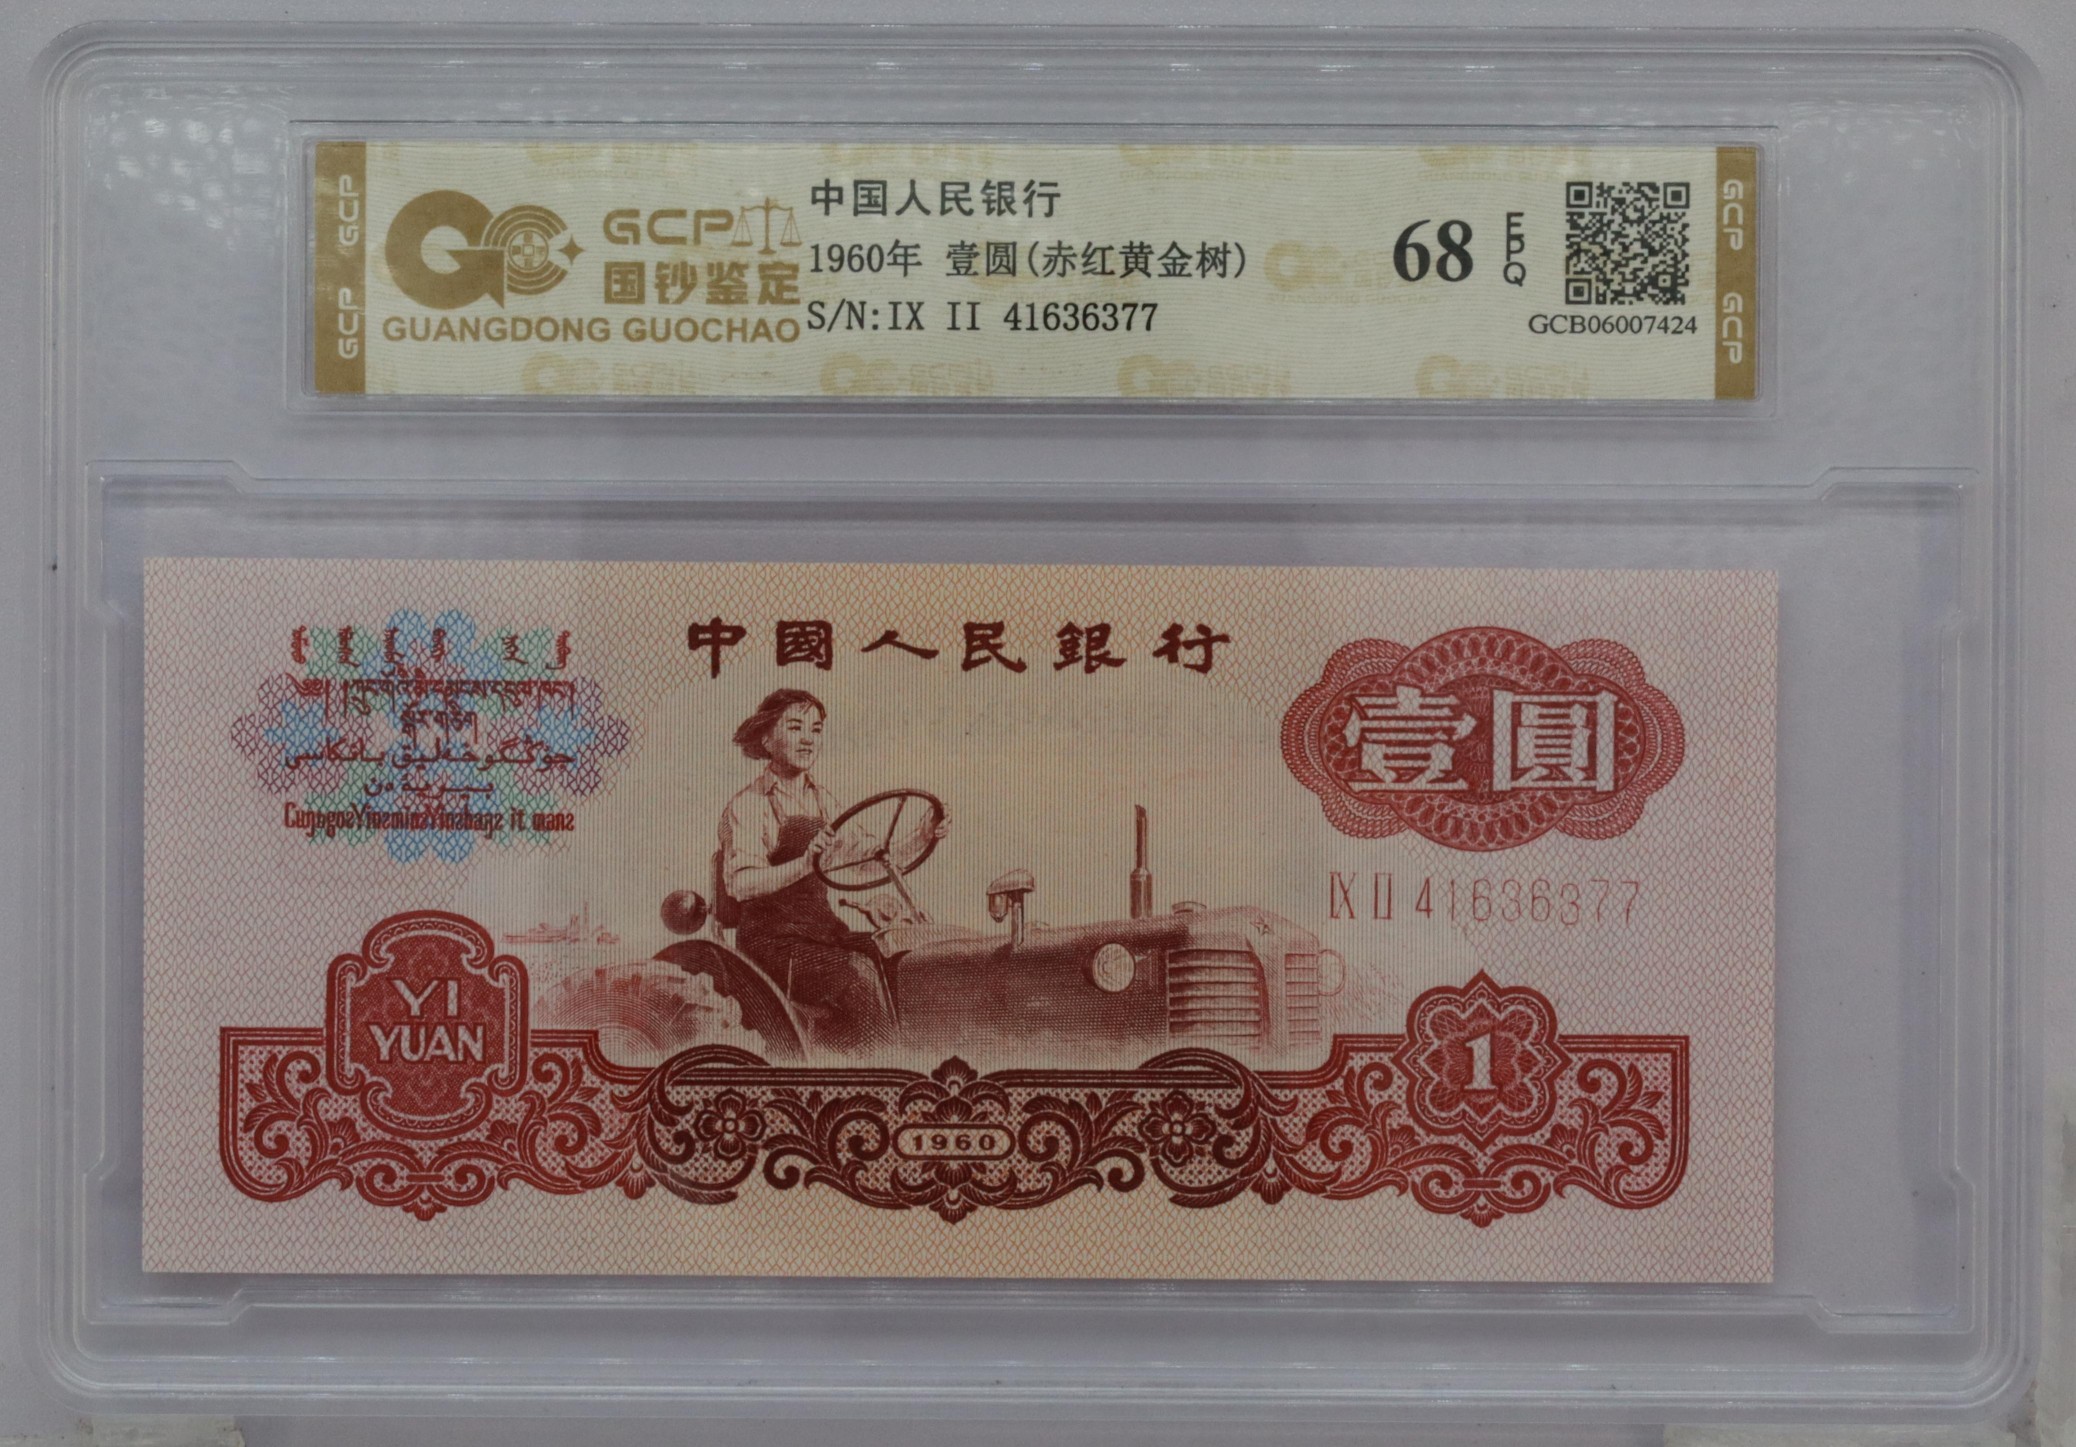 GCP GCP
GCP
国钞鉴定
GUANGDONG GUOCHAO
中国人民银行
1960年 壹圆(赤红黄金树)
S/N:IX II 41636377
68 EPQ
GCB06007424
GCP GCP
中國人民銀行
壹圓
IX II 41636377
YI
YUAN
1
1960